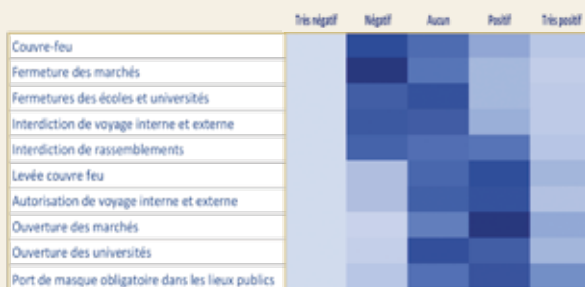 Très négatif Négatif Aucun Positif Très positif
Couvre-feu
Fermeture des marchés
Fermetures des écoles et universités
Interdiction de voyage interne et externe
Interdiction de rassemblements
Levée couvre feu
Autorisation de voyage interne et externe
Ouverture des marchés
Ouverture des universités
Port de masque obligatoire dans les lieux publics